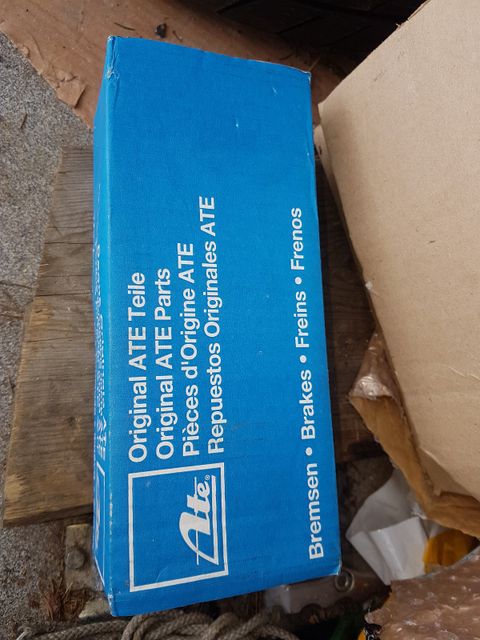 Original ATE Teile
Original ATE Parts
Pièces d'Origine ATE
Repuestos Originales ATE
Ate®
Bremsen • Brakes • Freins • Frenos